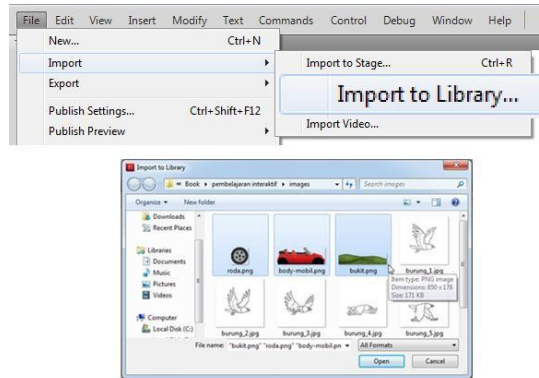 File Edit View Insert Modify Text Commands Control Debug Window Help
New... Ctrl+N
Import
Import to Stage... Ctrl+R
Export
Import to Library...
Publish Settings... Ctrl+Shift+F12
Import Video...
Publish Preview
Import to Library
« Book pembelajaran interaktif images Search images
Organize New folder
Downloads
Recent Places
Libraries
Documents
Music
Pictures
Videos
Computer
Local Disk (C:)
roda.png body-mobil.png bukit.png burung_1.jpg
Item type: PNG image
Dimensions: 850 x 178
Size: 171 KB
burung_2.jpg burung_3.jpg burung_4.jpg burung_5.jpg
File name: "bukit.png" "roda.png" "body-mobil.pn All Formats
Open Cancel